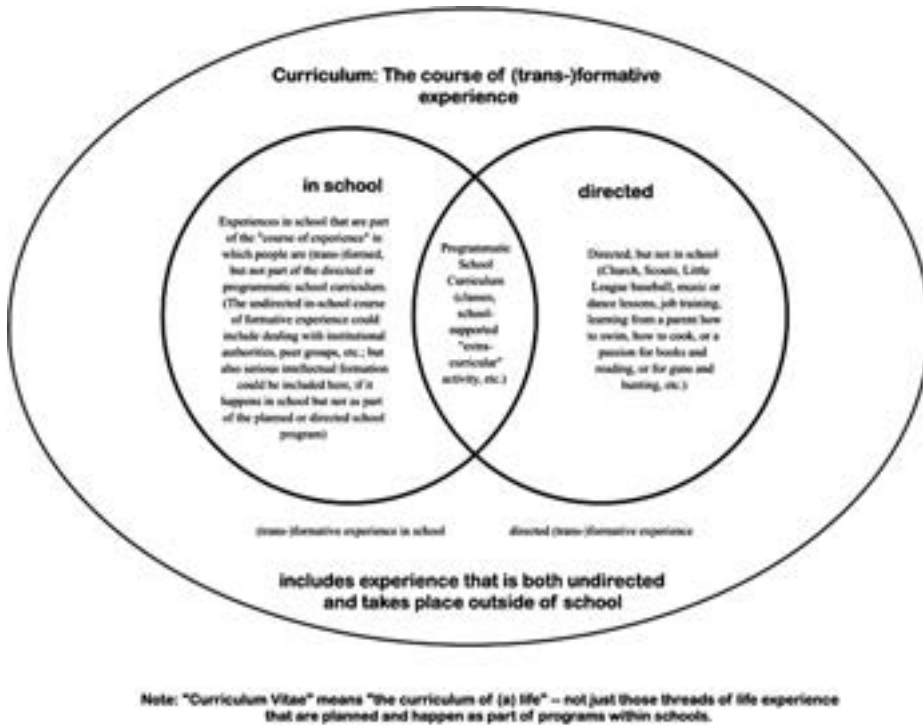 Curriculum: The course of (trans-)formative
experience
in school
Experiences in school that are part
of the "course of experience" in
which people are (trans-)formed,
but not part of the directed or
programmatic school curriculum.
(The undirected in-school course
of formative experience could
include dealing with institutional
authorities, peer groups, etc.; but
also serious intellectual formation
could be included here, if it
happens in school but not as part
of the planned or directed school
program)
Programmatic
School
Curriculum
(classes,
school-
supported
"extra-
curricular"
activity, etc.)
directed
Directed, but not in school
(Church, Scouts, Little
League baseball, music or
dance lessons, job training,
learning from a parent how
to swim, how to cook, or a
passion for books and
reading, or for guns and
hunting, etc.)
(trans-)formative experience in school
directed (trans-)formative experience
includes experience that is both undirected
and takes place outside of school
Note: "Curriculum Vitae" means "the curriculum of (a) life" -- not just those threads of life experience
that are planned and happen as part of programs within schools.